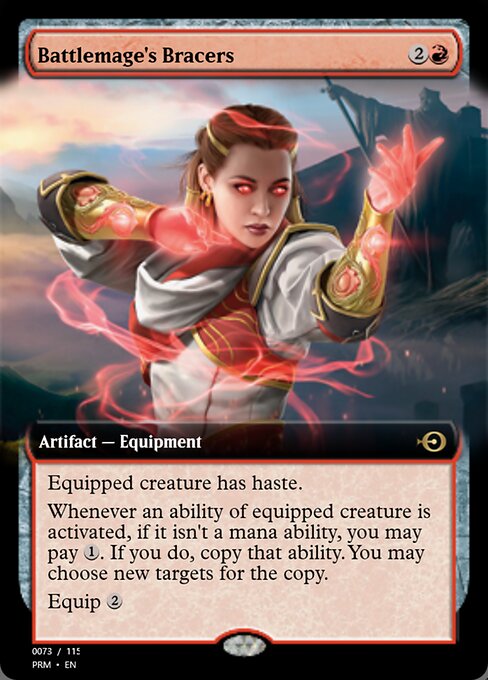 Battlemage's Bracers 2
Artifact — Equipment
Equipped creature has haste.
Whenever an ability of equipped creature is
activated, if it isn't a mana ability, you may
pay 1. If you do, copy that ability. You may
choose new targets for the copy.
Equip 2
0073 / 115
PRM • EN